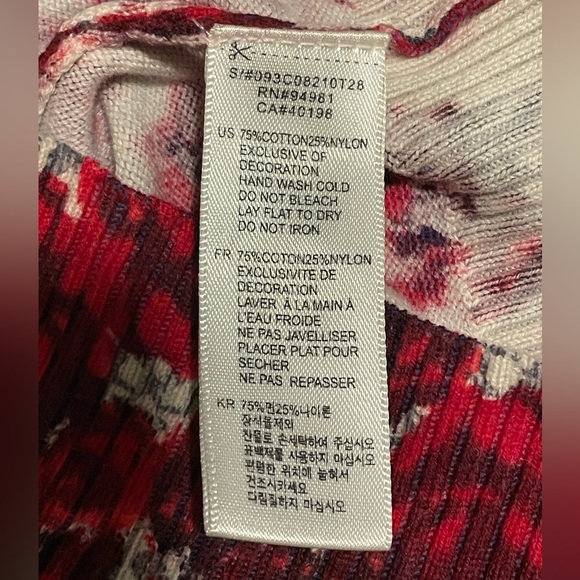 S/#093C08210T28
RN#94981
CA#40198
US 75%COTTON25%NYLON
EXCLUSIVE OF
DECORATION
HAND WASH COLD
DO NOT BLEACH
LAY FLAT TO DRY
DO NOT IRON
FR 75%COTTON25%NYLON
EXCLUSIVITE DE
DECORATION
LAVER À LA MAIN À
L'EAU FROIDE
NE PAS JAVELLISER
PLACER PLAT POUR
SECHER
NE PAS REPASSER
KR 75%면25%나이론
장식율제외
찬물로 손세탁하여 주십시오
표백제를 사용하지 마십시오
편평한 위치에 눕혀서
건조시키세요
다림질하지 마십시오